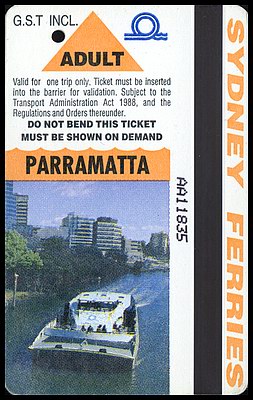 G.S.T INCL.
ADULT
Valid for one trip only. Ticket must be inserted
into the barrier for validation. Subject to the
Transport Administration Act 1988, and the
Regulations and Orders thereunder.
DO NOT BEND THIS TICKET
MUST BE SHOWN ON DEMAND
PARRAMATTA
AA11835
SYDNEY FERRIES